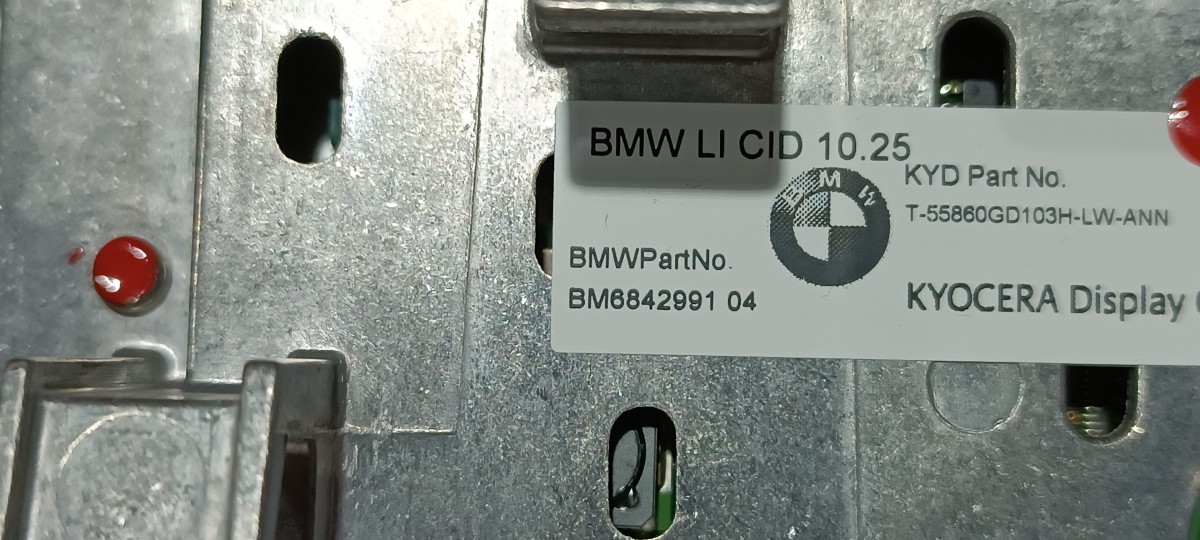 BMW LI CID 10.25
KYD Part No.
T-55860GD103H-LW-ANN
BMW
BMWPartNo.
BM6842991 04
KYOCERA Display